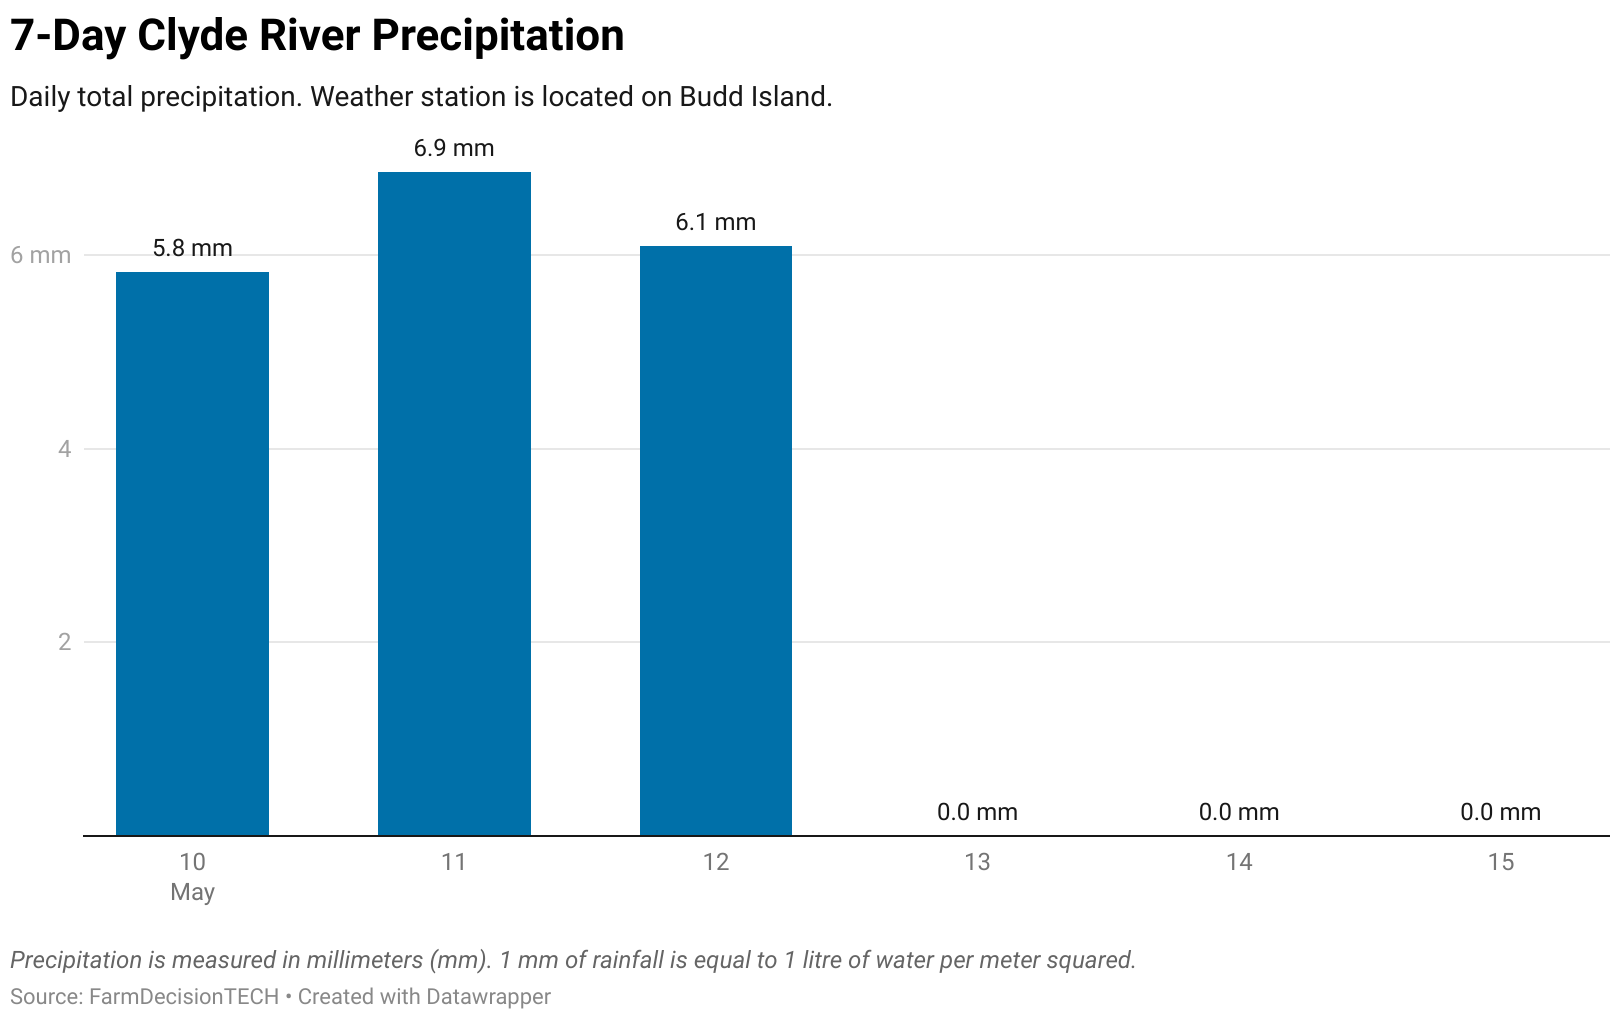 7-Day Clyde River Precipitation
Daily total precipitation. Weather station is located on Budd Island.
6.9 mm
6.1 mm
5.8 mm
6 mm
4
2
0.0 mm
0.0 mm
0.0 mm
10
11
12
13
14
15
May
Precipitation is measured in millimeters (mm). 1 mm of rainfall is equal to 1 litre of water per meter squared.
Source: FarmDecisionTECH • Created with Datawrapper